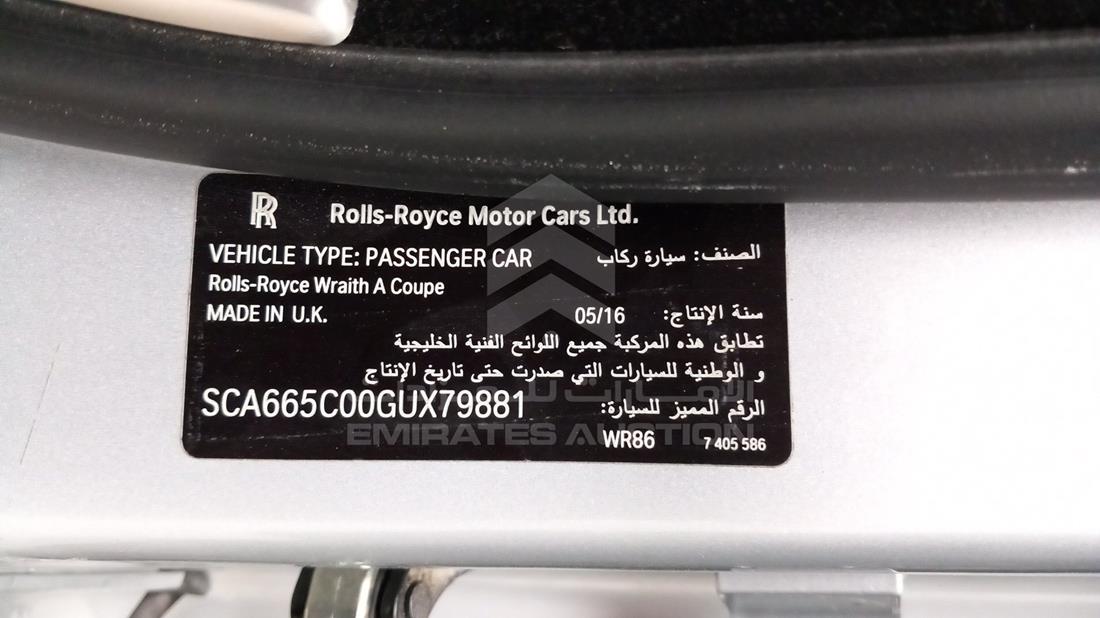 RR Rolls-Royce Motor Cars Ltd.
VEHICLE TYPE: PASSENGER CAR الصنف: سيارة ركاب
Rolls-Royce Wraith A Coupe
MADE IN U.K. 05/16 سنة الإنتاج:
تطابق هذه المركبة جميع اللوائح الفنية الخليجية
و الوطنية للسيارات التي صدرت حتى تاريخ الإنتاج
الإمارات للمزادات
SCA665C00GUX79881 الرقم المميز للسيارة:
EMIRATES AUCTION
WR86 7 405 586